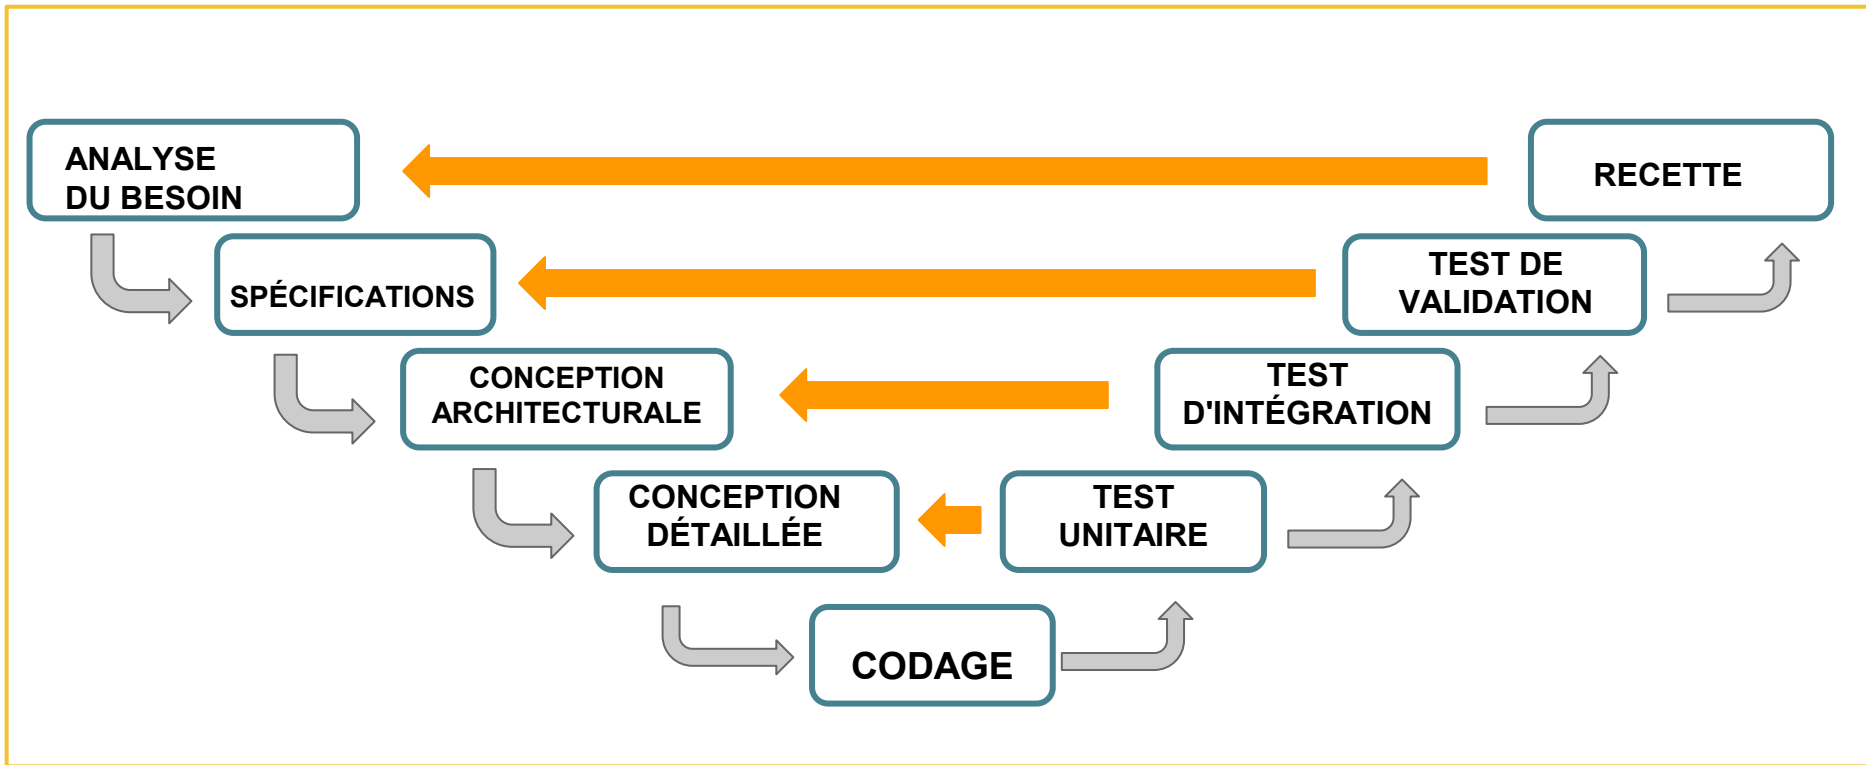 ANALYSE
DU BESOIN
RECETTE
SPÉCIFICATIONS
TEST DE
VALIDATION
CONCEPTION
ARCHITECTURALE
TEST
D'INTÉGRATION
CONCEPTION
DÉTAILLÉE
TEST
UNITAIRE
CODAGE